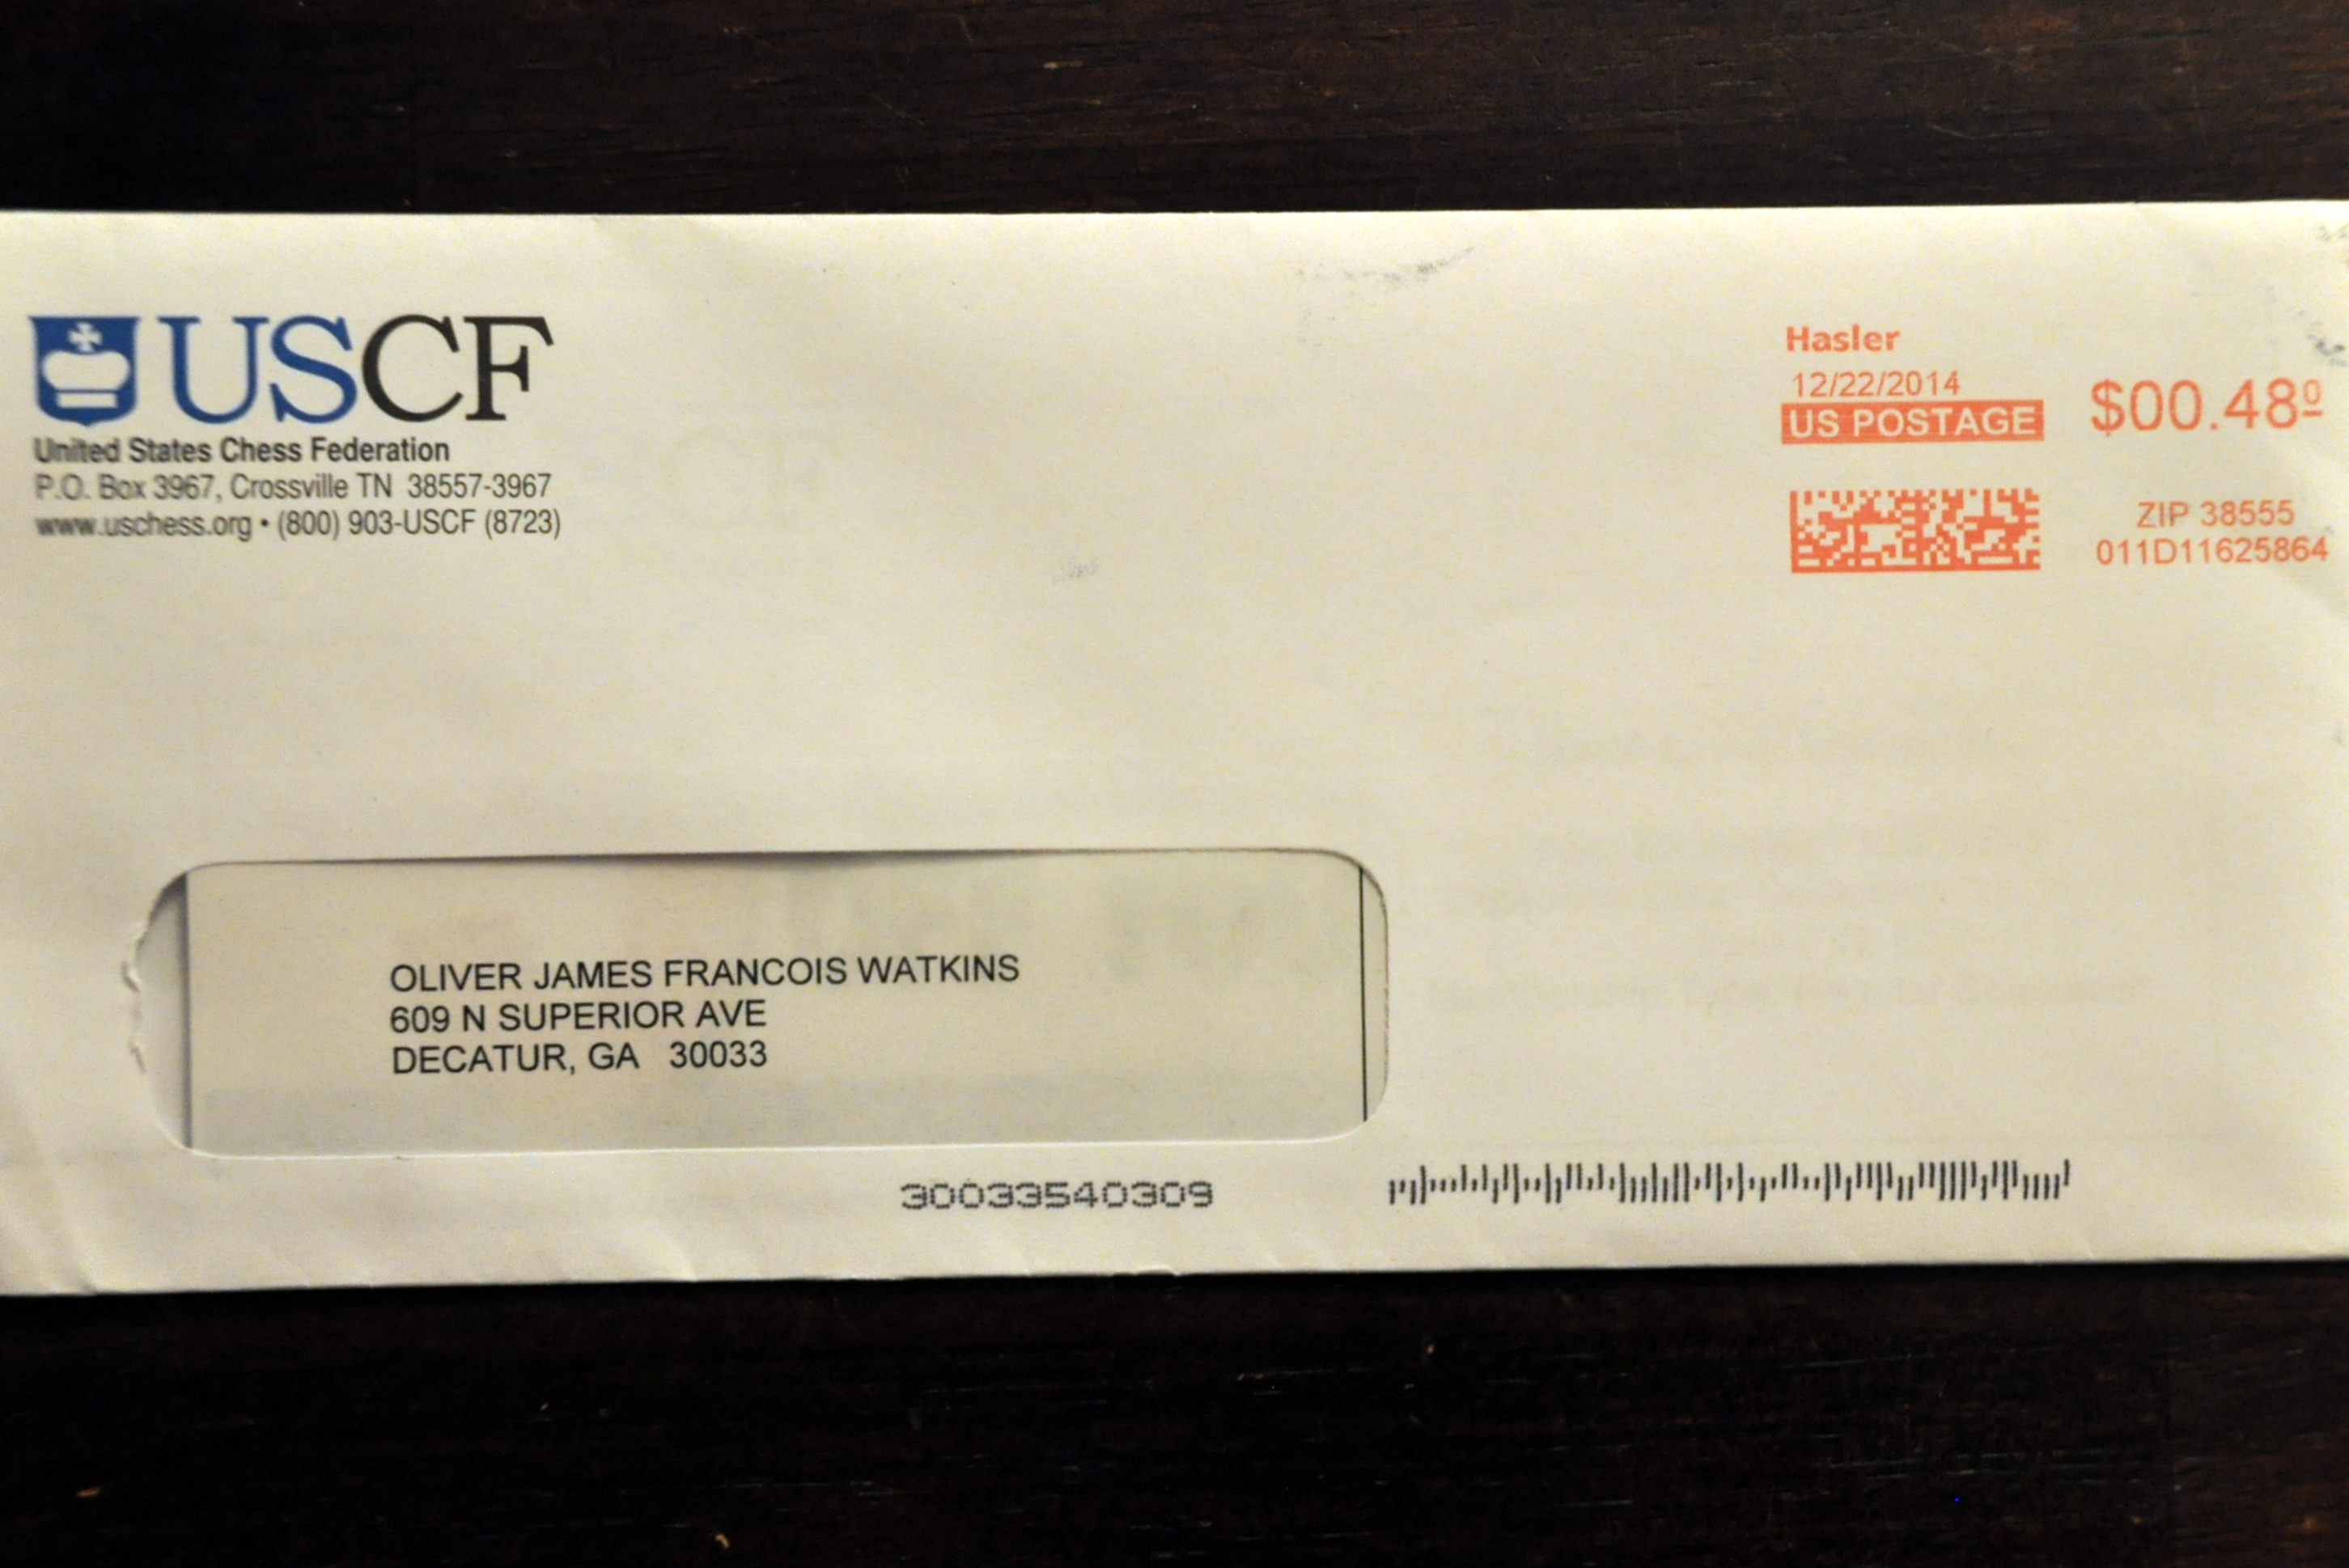 USCF
United States Chess Federation
P.O. Box 3967, Crossville TN 38557-3967
www.uschess.org • (800) 903-USCF (8723)
Hasler
12/22/2014
US POSTAGE $00.48⁰
ZIP 38555
011D11625864
OLIVER JAMES FRANCOIS WATKINS
609 N SUPERIOR AVE
DECATUR, GA 30033
30033540309